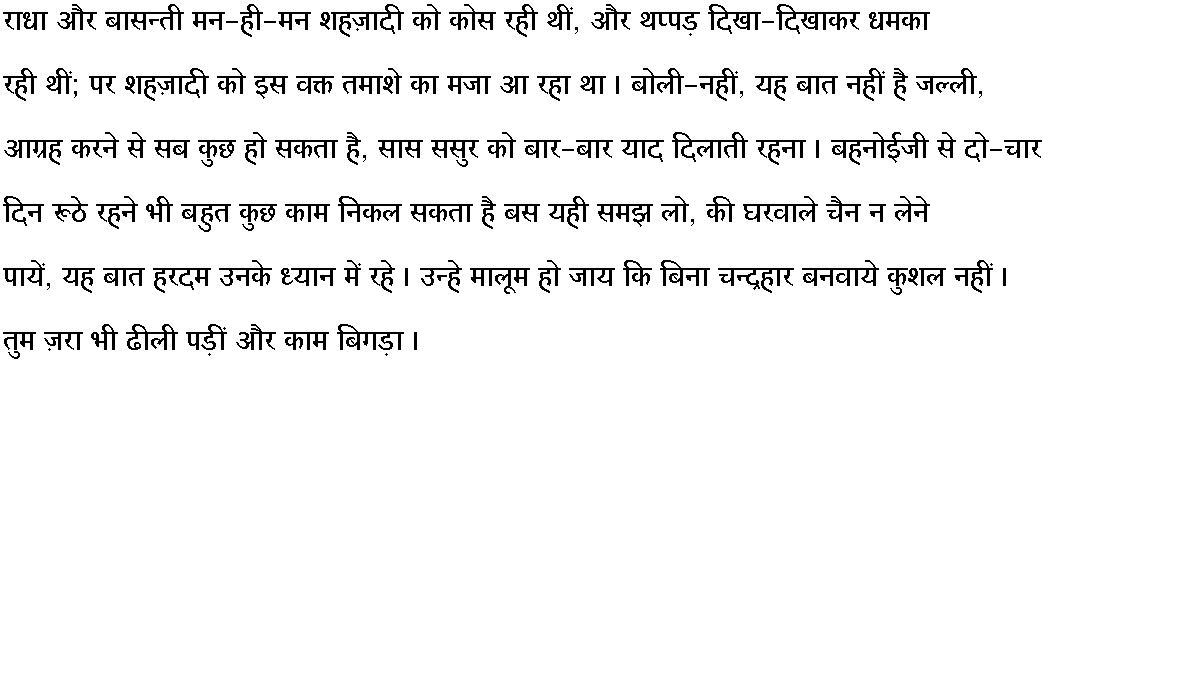 राधा और बासन्ती मन-ही-मन शहज़ादी को कोस रही थीं, और थप्पड़ दिखा-दिखाकर धमका
रही थीं; पर शहज़ादी को इस वक्त तमाशे का मजा आ रहा था। बोली-नहीं, यह बात नहीं है जल्ली,
आग्रह करने से सब कुछ हो सकता है, सास ससुर को बार-बार याद दिलाती रहना। बहनोईजी से दो-चार
दिन रूठे रहने भी बहुत कुछ काम निकल सकता है बस यही समझ लो, की घरवाले चैन न लेने
पायें, यह बात हरदम उनके ध्यान में रहे। उन्हे मालूम हो जाय कि बिना चन्द्रहार बनवाये कुशल नहीं।
तुम ज़रा भी ढीली पड़ीं और काम बिगड़ा।